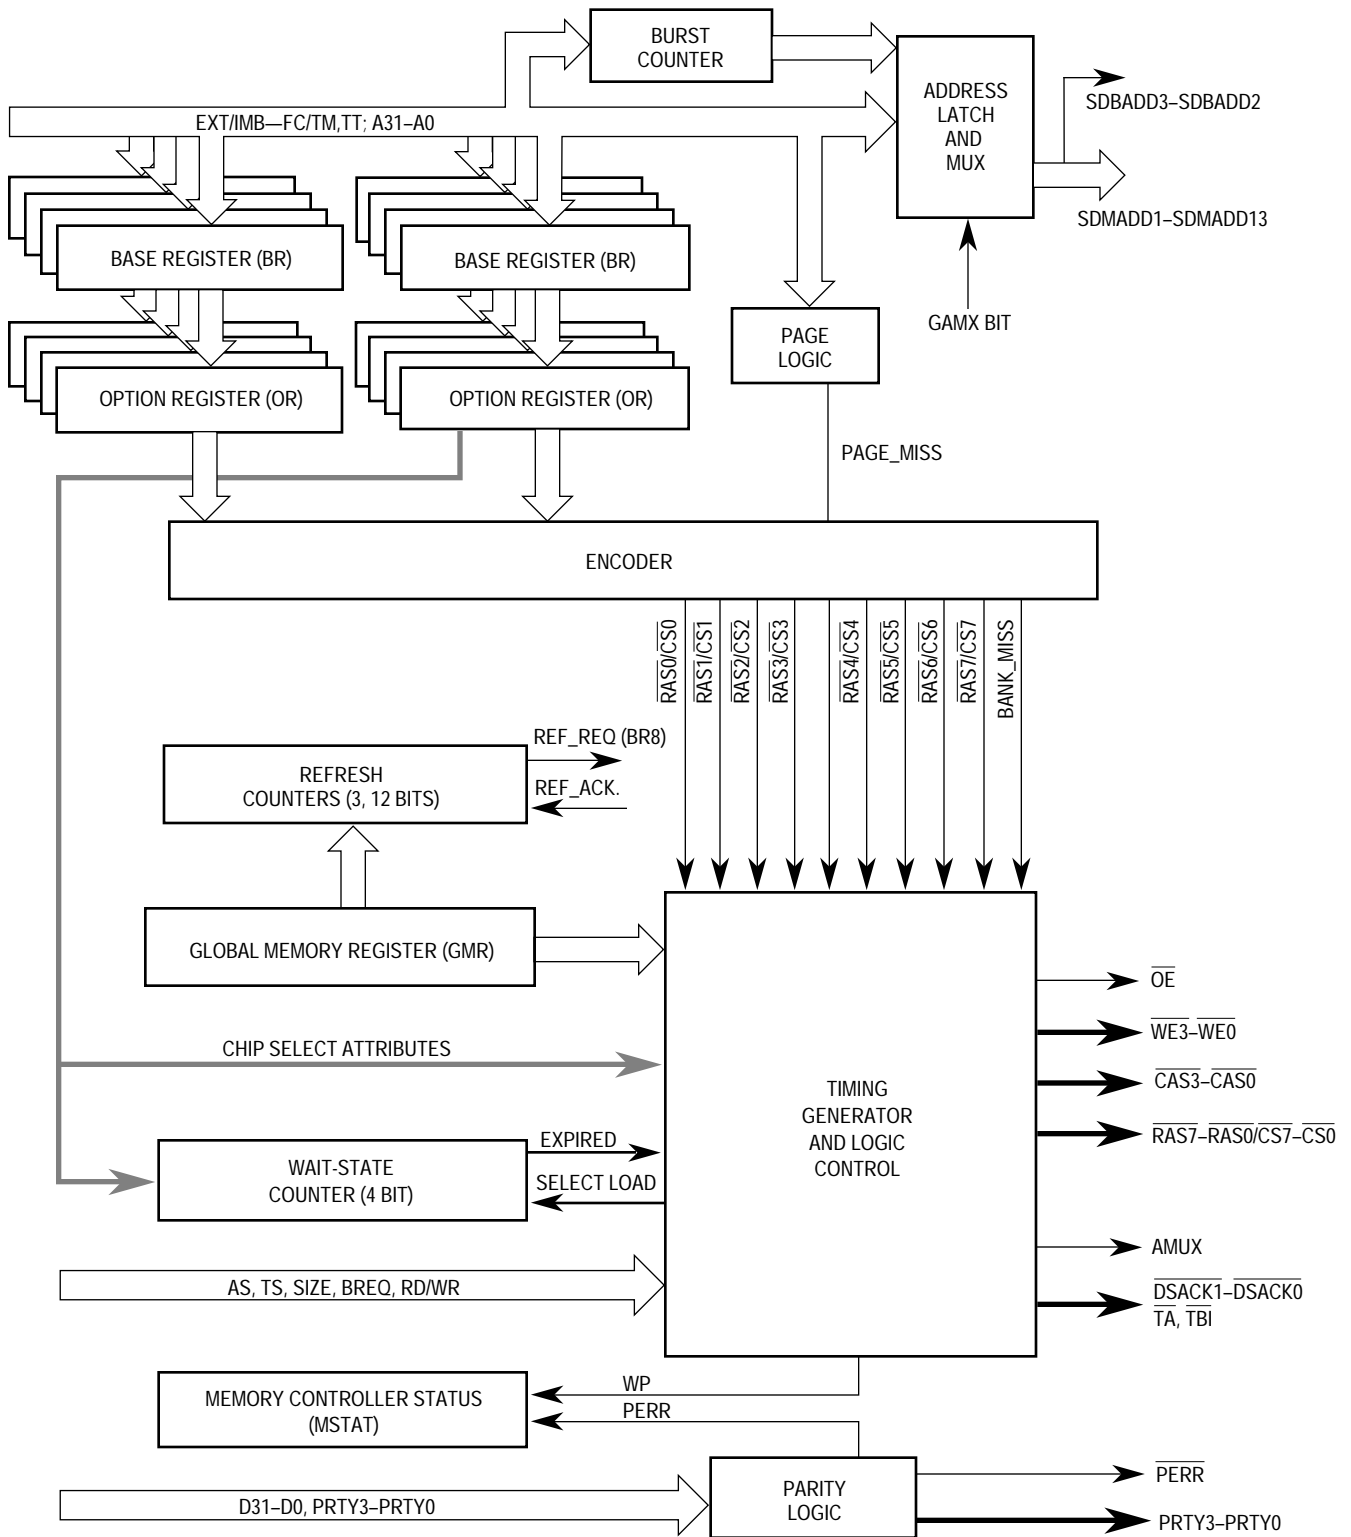 BURST
COUNTER
ADDRESS
LATCH
AND
MUX
SDBADD3–SDBADD2
EXT/IMB—FC/TM,TT; A31–A0
SDMADD1–SDMADD13
BASE REGISTER (BR)
BASE REGISTER (BR)
GAMX BIT
PAGE
LOGIC
OPTION REGISTER (OR)
OPTION REGISTER (OR)
PAGE_MISS
ENCODER
RAS0/CS0
RAS1/CS1
RAS2/CS2
RAS3/CS3
RAS4/CS4
RAS5/CS5
RAS6/CS6
RAS7/CS7
BANK_MISS
REF_REQ (BR8)
REFRESH
COUNTERS (3, 12 BITS)
REF_ACK.
GLOBAL MEMORY REGISTER (GMR)
OE
WE3–WE0
CHIP SELECT ATTRIBUTES
CAS3–CAS0
TIMING
GENERATOR
AND LOGIC
CONTROL
RAS7–RAS0/CS7–CS0
EXPIRED
WAIT-STATE
COUNTER (4 BIT)
SELECT LOAD
AMUX
AS, TS, SIZE, BREQ, RD/WR
DSACK1–DSACK0
TA, TBI
WP
MEMORY CONTROLLER STATUS
(MSTAT)
PERR
PERR
PARITY
LOGIC
D31–D0, PRTY3–PRTY0
PRTY3–PRTY0